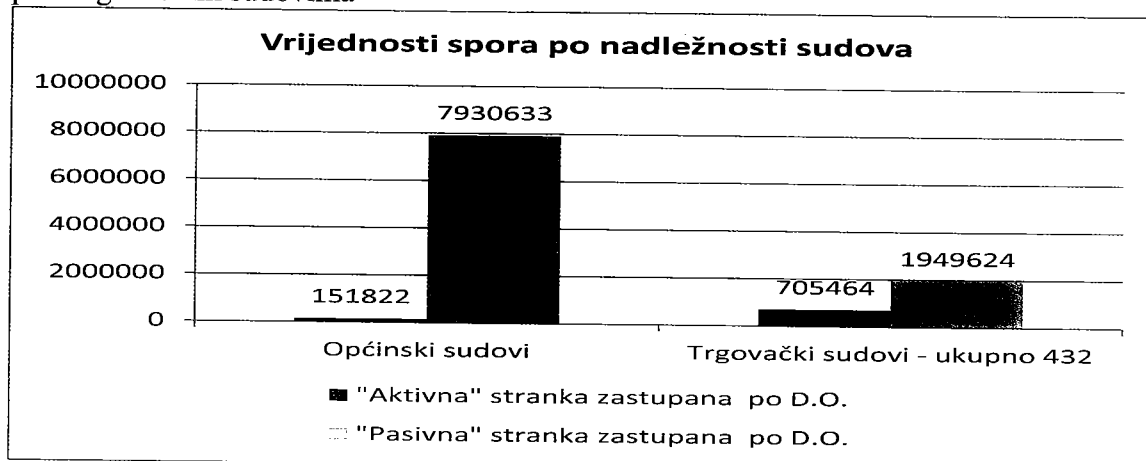 Vrijednosti spora po nadležnosti sudova
10000000
8000000
6000000
4000000
2000000
0
7930633
151822
705464
1949624
Općinski sudovi
Trgovački sudovi - ukupno 432
"Aktivna" stranka zastupana po D.O.
"Pasivna" stranka zastupana po D.O.